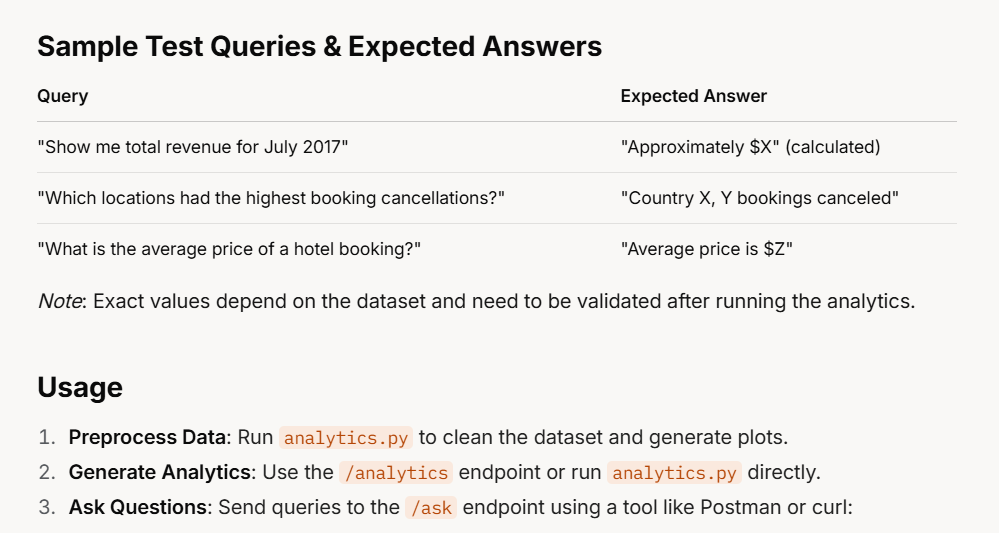 Sample Test Queries & Expected Answers
Query Expected Answer
"Show me total revenue for July 2017" "Approximately $X" (calculated)
"Which locations had the highest booking cancellations?" "Country X, Y bookings canceled"
"What is the average price of a hotel booking?" "Average price is $Z"
Note: Exact values depend on the dataset and need to be validated after running the analytics.
Usage
1. Preprocess Data: Run analytics.py to clean the dataset and generate plots.
2. Generate Analytics: Use the /analytics endpoint or run analytics.py directly.
3. Ask Questions: Send queries to the /ask endpoint using a tool like Postman or curl: